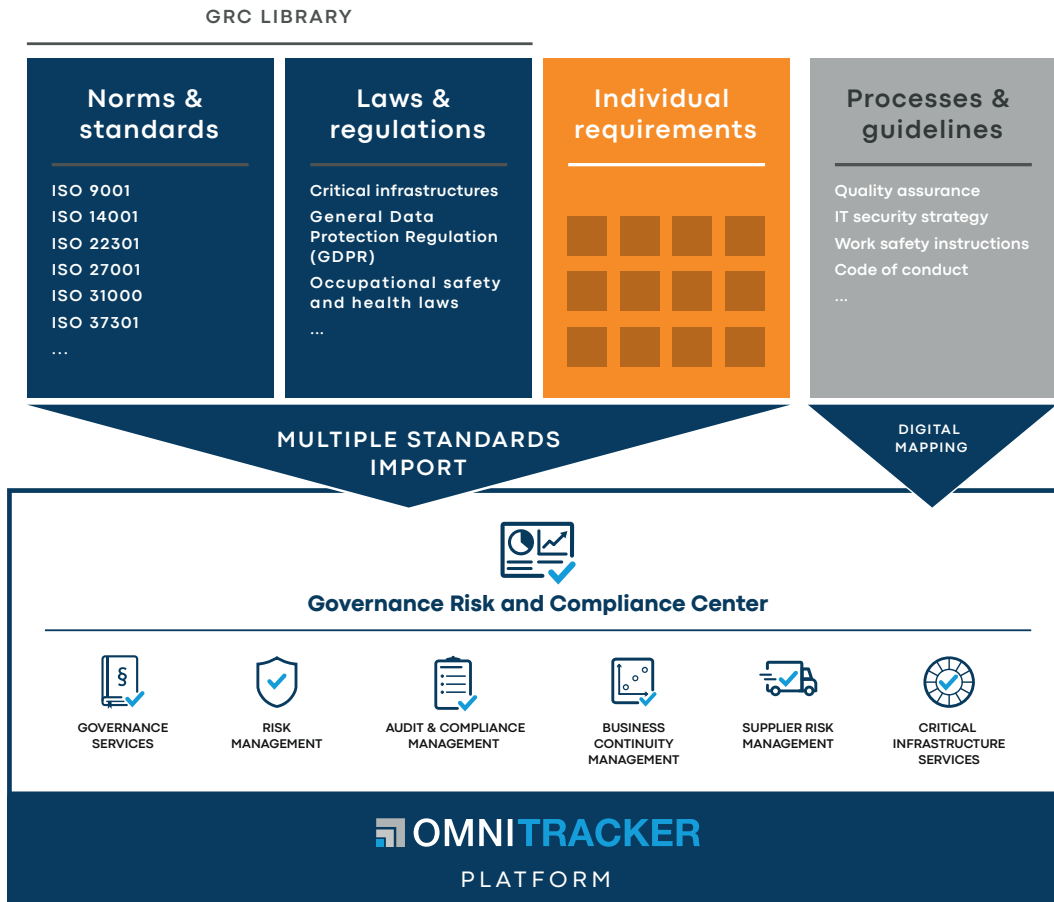 GRC LIBRARY
Norms &
standards
ISO 9001
ISO 14001
ISO 22301
ISO 27001
ISO 31000
ISO 37301
...
Laws &
regulations
Critical infrastructures
General Data
Protection Regulation
(GDPR)
Occupational safety
and health laws
...
Individual
requirements
Processes &
guidelines
Quality assurance
IT security strategy
Work safety instructions
Code of conduct
...
MULTIPLE STANDARDS
IMPORT
DIGITAL
MAPPING
Governance Risk and Compliance Center
§
GOVERNANCE
SERVICES
RISK
MANAGEMENT
AUDIT & COMPLIANCE
MANAGEMENT
BUSINESS
CONTINUITY
MANAGEMENT
SUPPLIER RISK
MANAGEMENT
CRITICAL
INFRASTRUCTURE
SERVICES
OMNITRACKER
PLATFORM